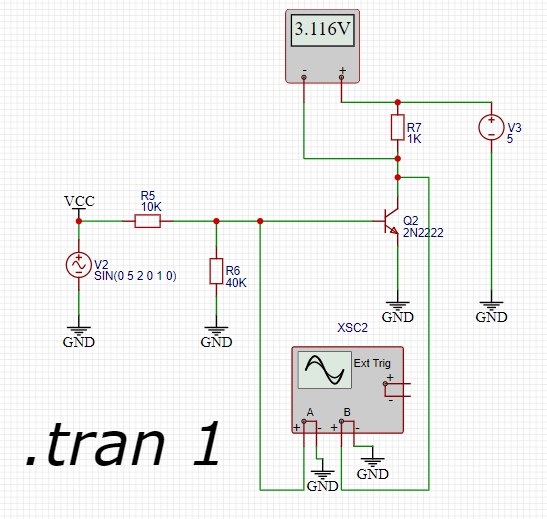 3.116V
- +
R7
1K
V3
5
VCC
R5
10K
Q2
2N2222
V2
SIN(0 5 2 0 1 0)
R6
40K
GND
GND
GND
GND
XSC2
Ext Trig
+
-
A
B
+ - + -
GND
GND
.tran 1